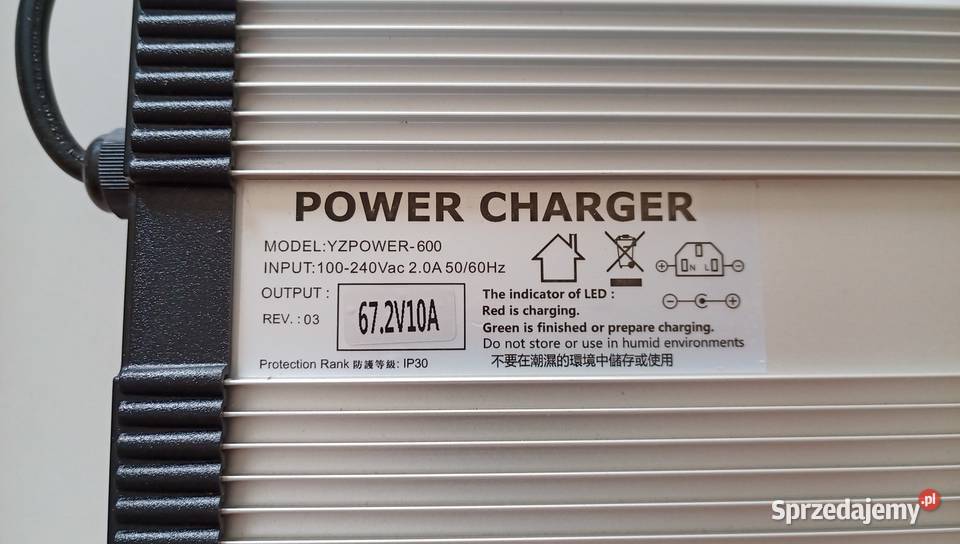 POWER CHARGER
MODEL:YZPOWER-600
INPUT:100-240Vac 2.0A 50/60Hz
OUTPUT :
67.2V10A
REV. : 03
Protection Rank 防護等級: IP30
N L
The indicator of LED :
Red is charging.
Green is finished or prepare charging.
Do not store or use in humid environments
不要在潮濕的環境中儲存或使用
Sprzedajemy.pl